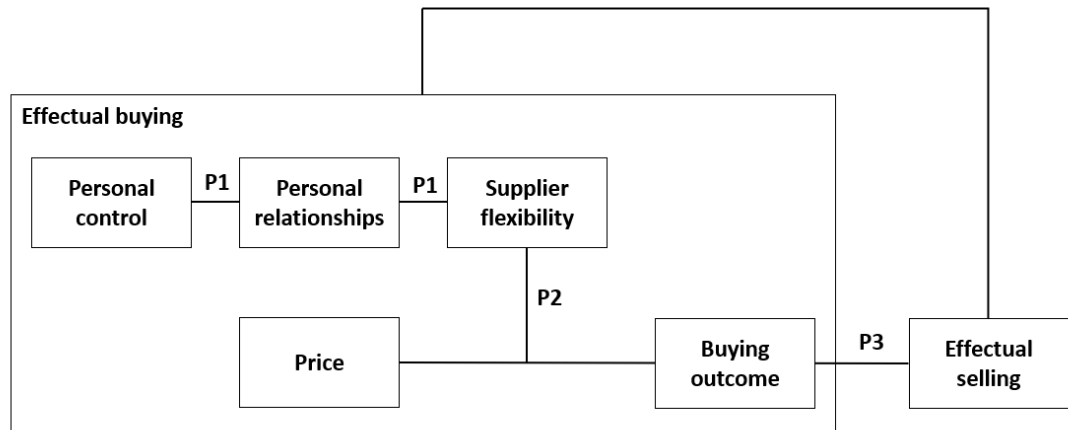 Effectual buying
Personal
control
P1
Personal
relationships
P1
Supplier
flexibility
P2
Price
Buying
outcome
P3
Effectual
selling